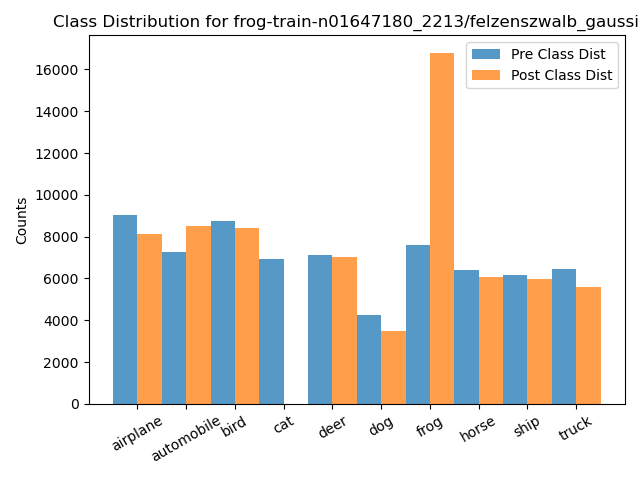 Class Distribution for frog-train-n01647180_2213/felzenszwalb_gaussi
Pre Class Dist
Post Class Dist
Counts
16000
14000
12000
10000
8000
6000
4000
2000
0
airplane
automobile
bird
cat
deer
dog
frog
horse
ship
truck